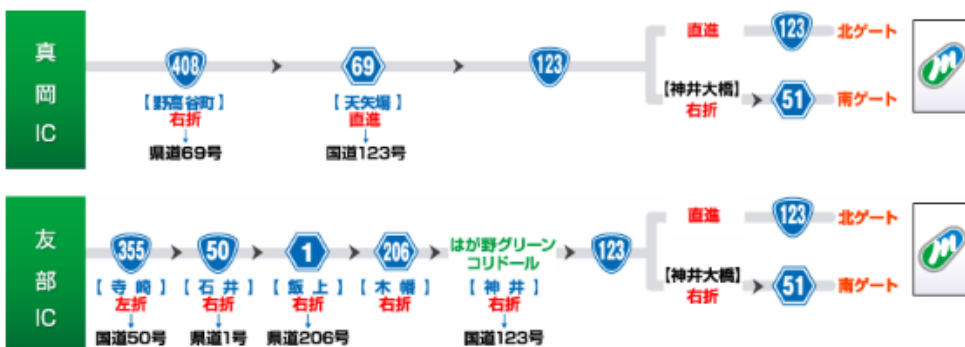 真岡IC
408
69
123
【野高谷町】
右折
県道69号
【天矢場】
直進
国道123号
直進
123
北ゲート
【神井大橋】
右折
51
南ゲート
友部IC
355
50
1
206
はが野グリーン
コリドール
123
【寺崎】
左折
国道50号
【石井】
右折
県道1号
【飯上】
右折
県道206号
【木幡】
右折
【神井】
右折
国道123号
直進
123
北ゲート
【神井大橋】
右折
51
南ゲート